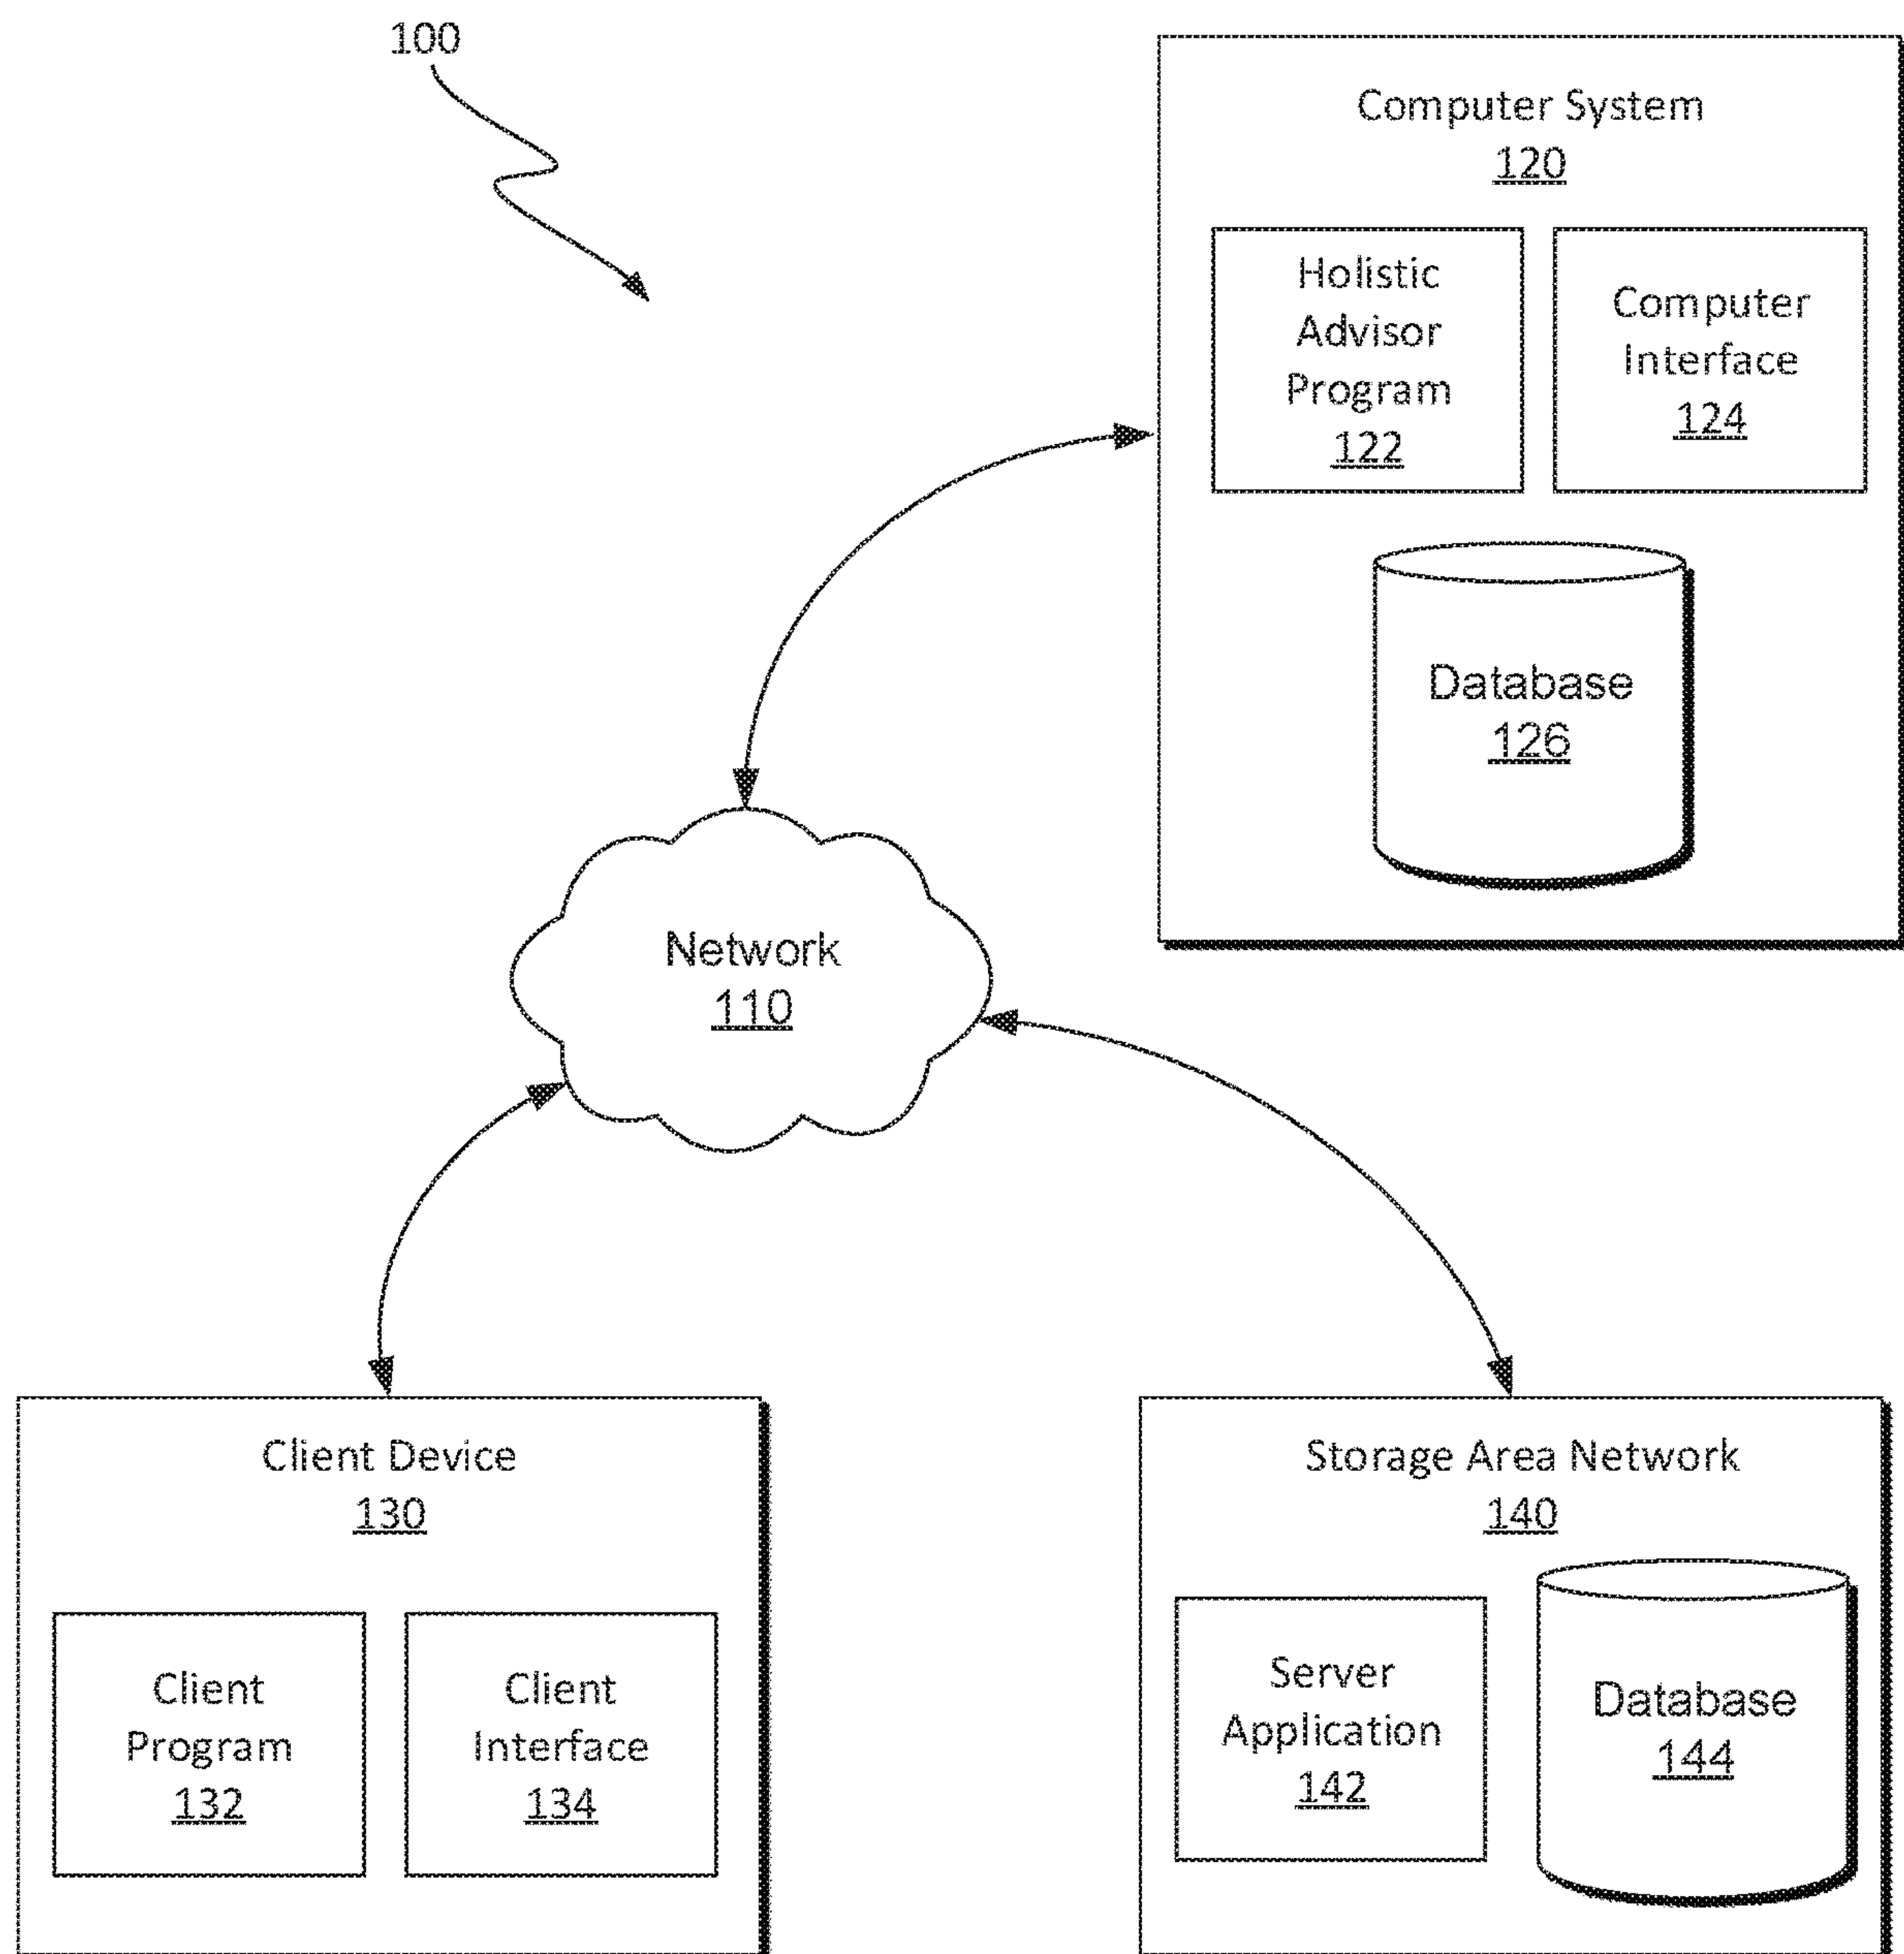 100
Computer System
120
Holistic
Advisor
Program
122
Computer
Interface
124
Database
126
Network
110
Client Device
130
Client
Program
132
Client
Interface
134
Storage Area Network
140
Server
Application
142
Database
144